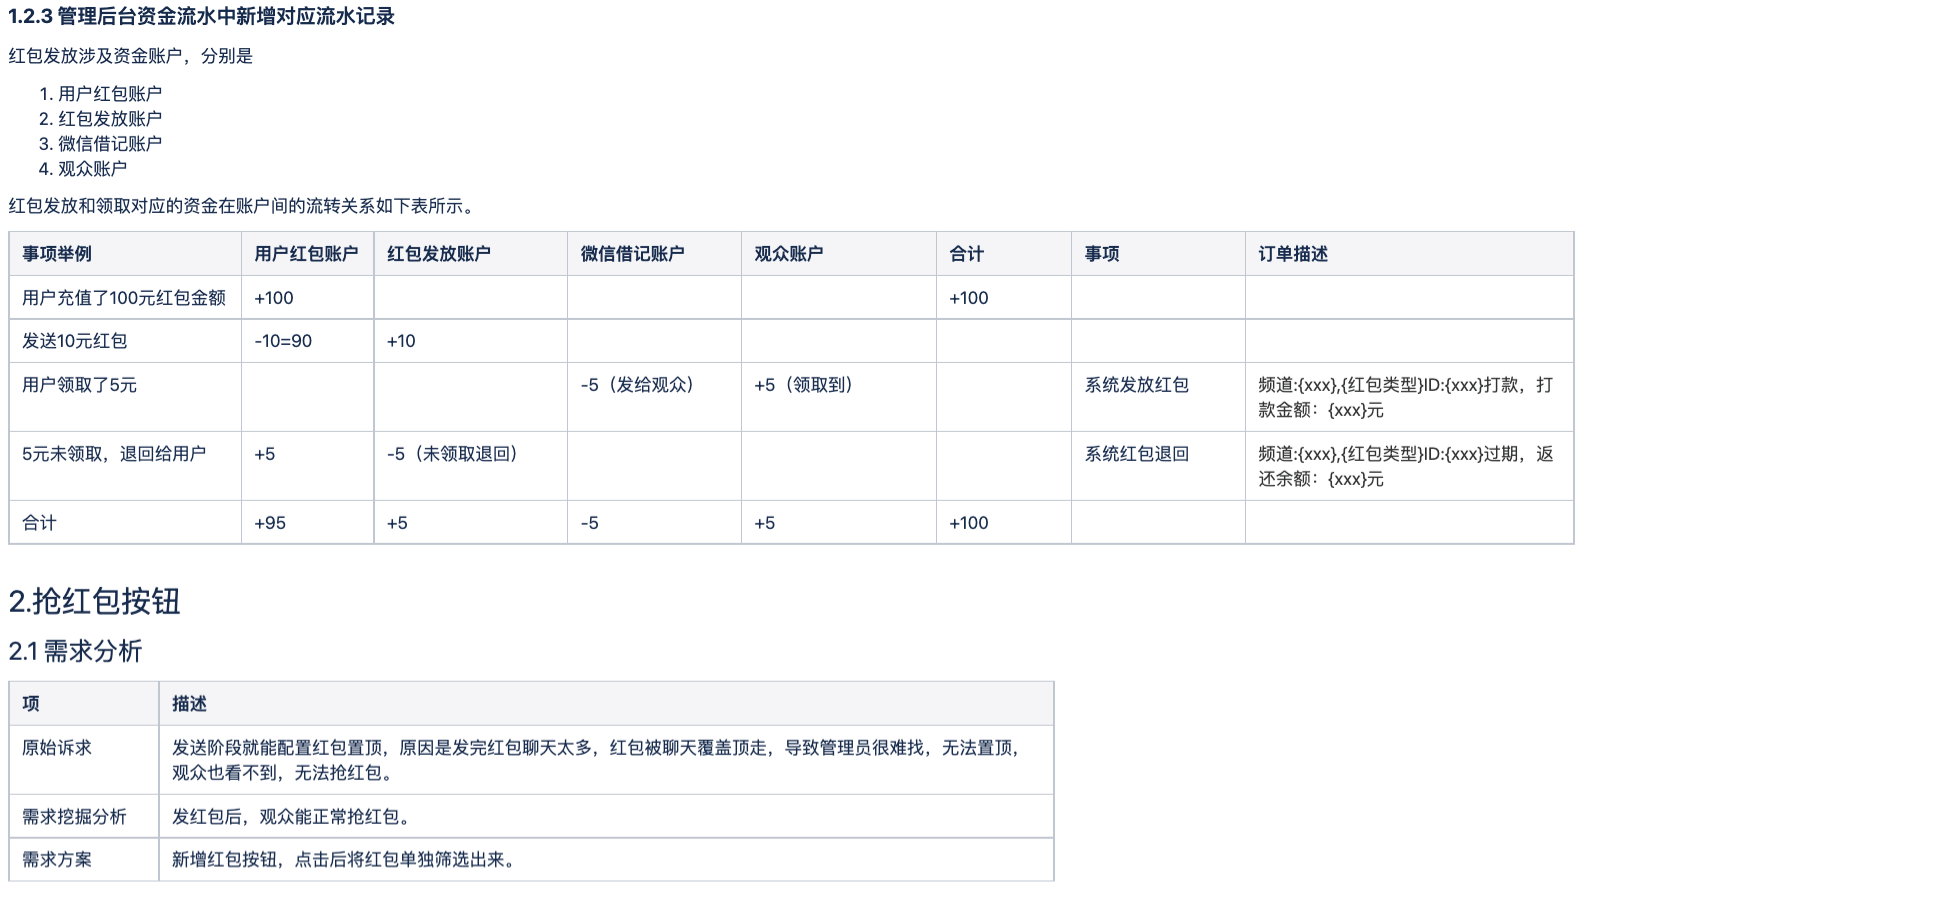 1.2.3 管理后台资金流水中新增对应流水记录
红包发放涉及资金账户，分别是
1. 用户红包账户
2. 红包发放账户
3. 微信借记账户
4. 观众账户
红包发放和领取对应的资金在账户间的流转关系如下表所示。
事项举例 用户红包账户 红包发放账户 微信借记账户 观众账户 合计 事项 订单描述
用户充值了100元红包金额 +100 +100
发送10元红包 -10=90 +10
用户领取了5元 -5（发给观众） +5（领取到） 系统发放红包 频道:{xxx},{红包类型}ID:{xxx}打款，打
款金额：{xxx}元
5元未领取，退回给用户 +5 -5（未领取退回） 系统红包退回 频道:{xxx},{红包类型}ID:{xxx}过期，返
还余额：{xxx}元
合计 +95 +5 -5 +5 +100
2.抢红包按钮
2.1 需求分析
项 描述
原始诉求 发送阶段就能配置红包置顶，原因是发完红包聊天太多，红包被聊天覆盖顶走，导致管理员很难找，无法置顶，
观众也看不到，无法抢红包。
需求挖掘分析 发红包后，观众能正常抢红包。
需求方案 新增红包按钮，点击后将红包单独筛选出来。